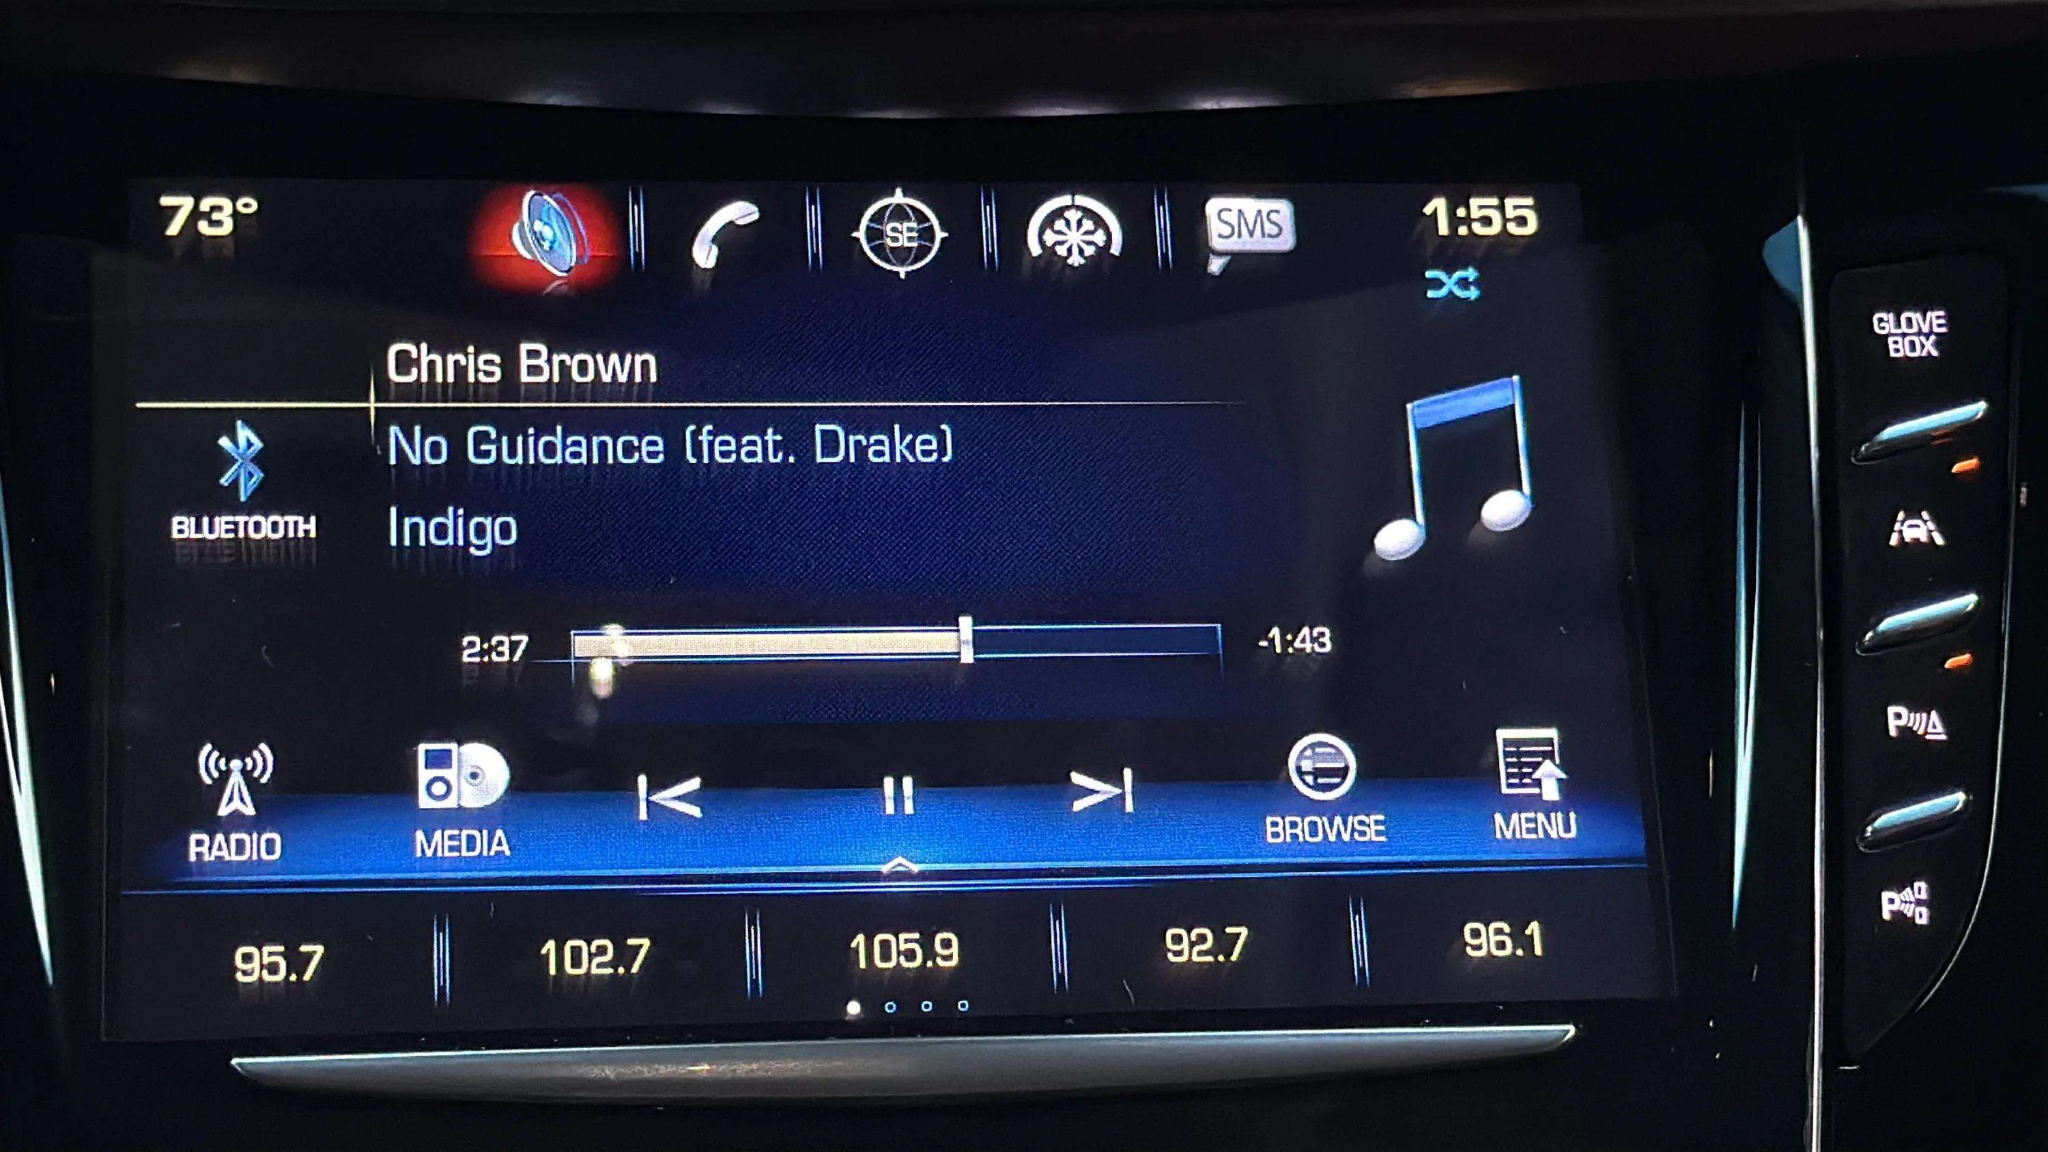 73°
SE
SMS
1:55
Chris Brown
No Guidance (feat. Drake)
Indigo
BLUETOOTH
2:37
-1:43
RADIO
MEDIA
BROWSE
MENU
95.7
102.7
105.9
92.7
96.1
GLOVE
BOX
P
P